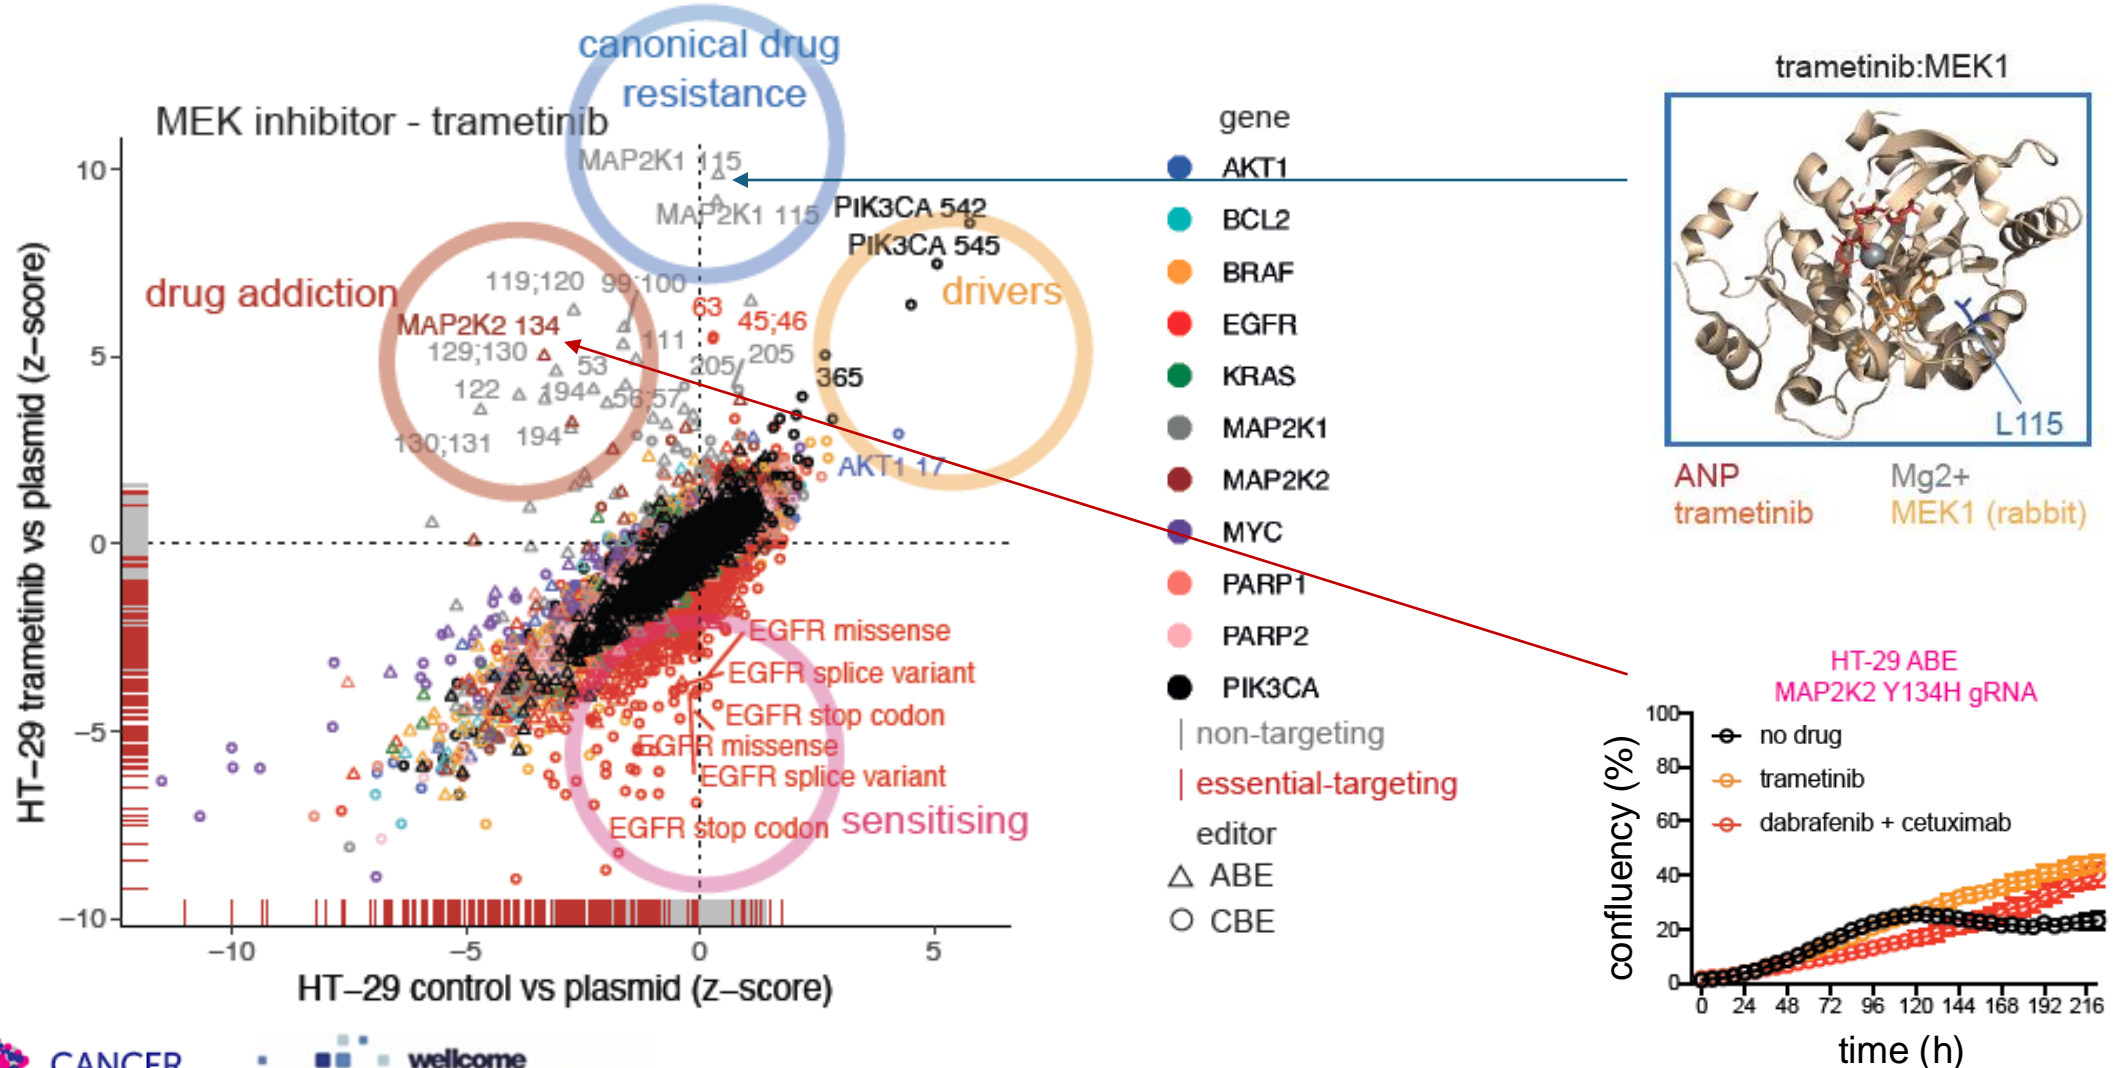 canonical drug
resistance
MEK inhibitor - trametinib
MAP2K1 115
MAP2K1 115
PIK3CA 542
PIK3CA 545
drug addiction
drivers
119;120
99;100
63
45;46
MAP2K2 134
111
129;130
53
205
205
365
122
194
56;57
130;131
194
AKT1 17
EGFR missense
EGFR splice variant
EGFR stop codon
EGFR missense
EGFR splice variant
EGFR stop codon
sensitising
10
5
0
−5
−10
HT−29 trametinib vs plasmid (z−score)
−10
−5
0
5
HT−29 control vs plasmid (z−score)
gene
AKT1
BCL2
BRAF
EGFR
KRAS
MAP2K1
MAP2K2
MYC
PARP1
PARP2
PIK3CA
non-targeting
essential-targeting
editor
ABE
CBE
trametinib:MEK1
L115
ANP
Mg2+
trametinib
MEK1 (rabbit)
HT-29 ABE
MAP2K2 Y134H gRNA
no drug
trametinib
dabrafenib + cetuximab
100
80
60
40
20
0
confluency (%)
0 24 48 72 96 120 144 168 192 216
time (h)
CANCER
wellcome